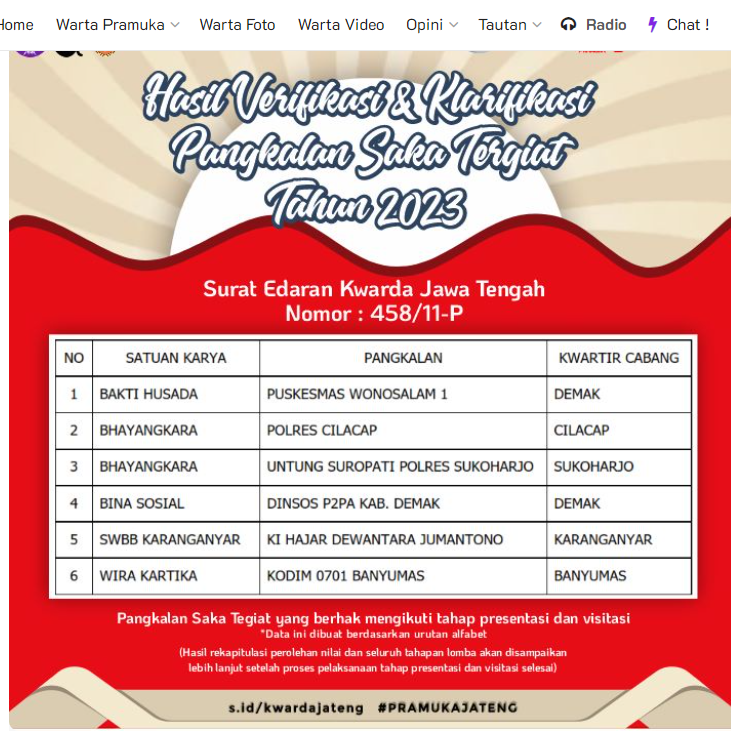 Home Warta Pramuka Warta Foto Warta Video Opini Tautan Radio Chat !
Hasil Verifikasi & Klarifikasi
Pangkalan Saka Tergiat
Tahun 2023
Surat Edaran Kwarda Jawa Tengah
Nomor : 458/11-P
NO SATUAN KARYA PANGKALAN KWARTIR CABANG
1 BAKTI HUSADA PUSKESMAS WONOSALAM 1 DEMAK
2 BHAYANGKARA POLRES CILACAP CILACAP
3 BHAYANGKARA UNTUNG SUROPATI POLRES SUKOHARJO SUKOHARJO
4 BINA SOSIAL DINSOS P2PA KAB. DEMAK DEMAK
5 SWBB KARANGANYAR KI HAJAR DEWANTARA JUMANTONO KARANGANYAR
6 WIRA KARTIKA KODIM 0701 BANYUMAS BANYUMAS
Pangkalan Saka Tegiat yang berhak mengikuti tahap presentasi dan visitasi
*Data ini dibuat berdasarkan urutan alfabet
(Hasil rekapitulasi perolehan nilai dan seluruh tahapan lomba akan disampaikan
lebih lanjut setelah proses pelaksanaan tahap presentasi dan visitasi selesai)
s.id/kwardajateng #PRAMUKAJATENG